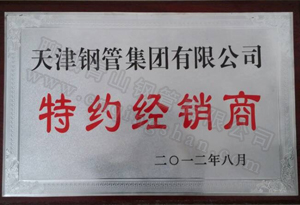 天津钢管集团有限公司
特约经销商
二〇一二年八月